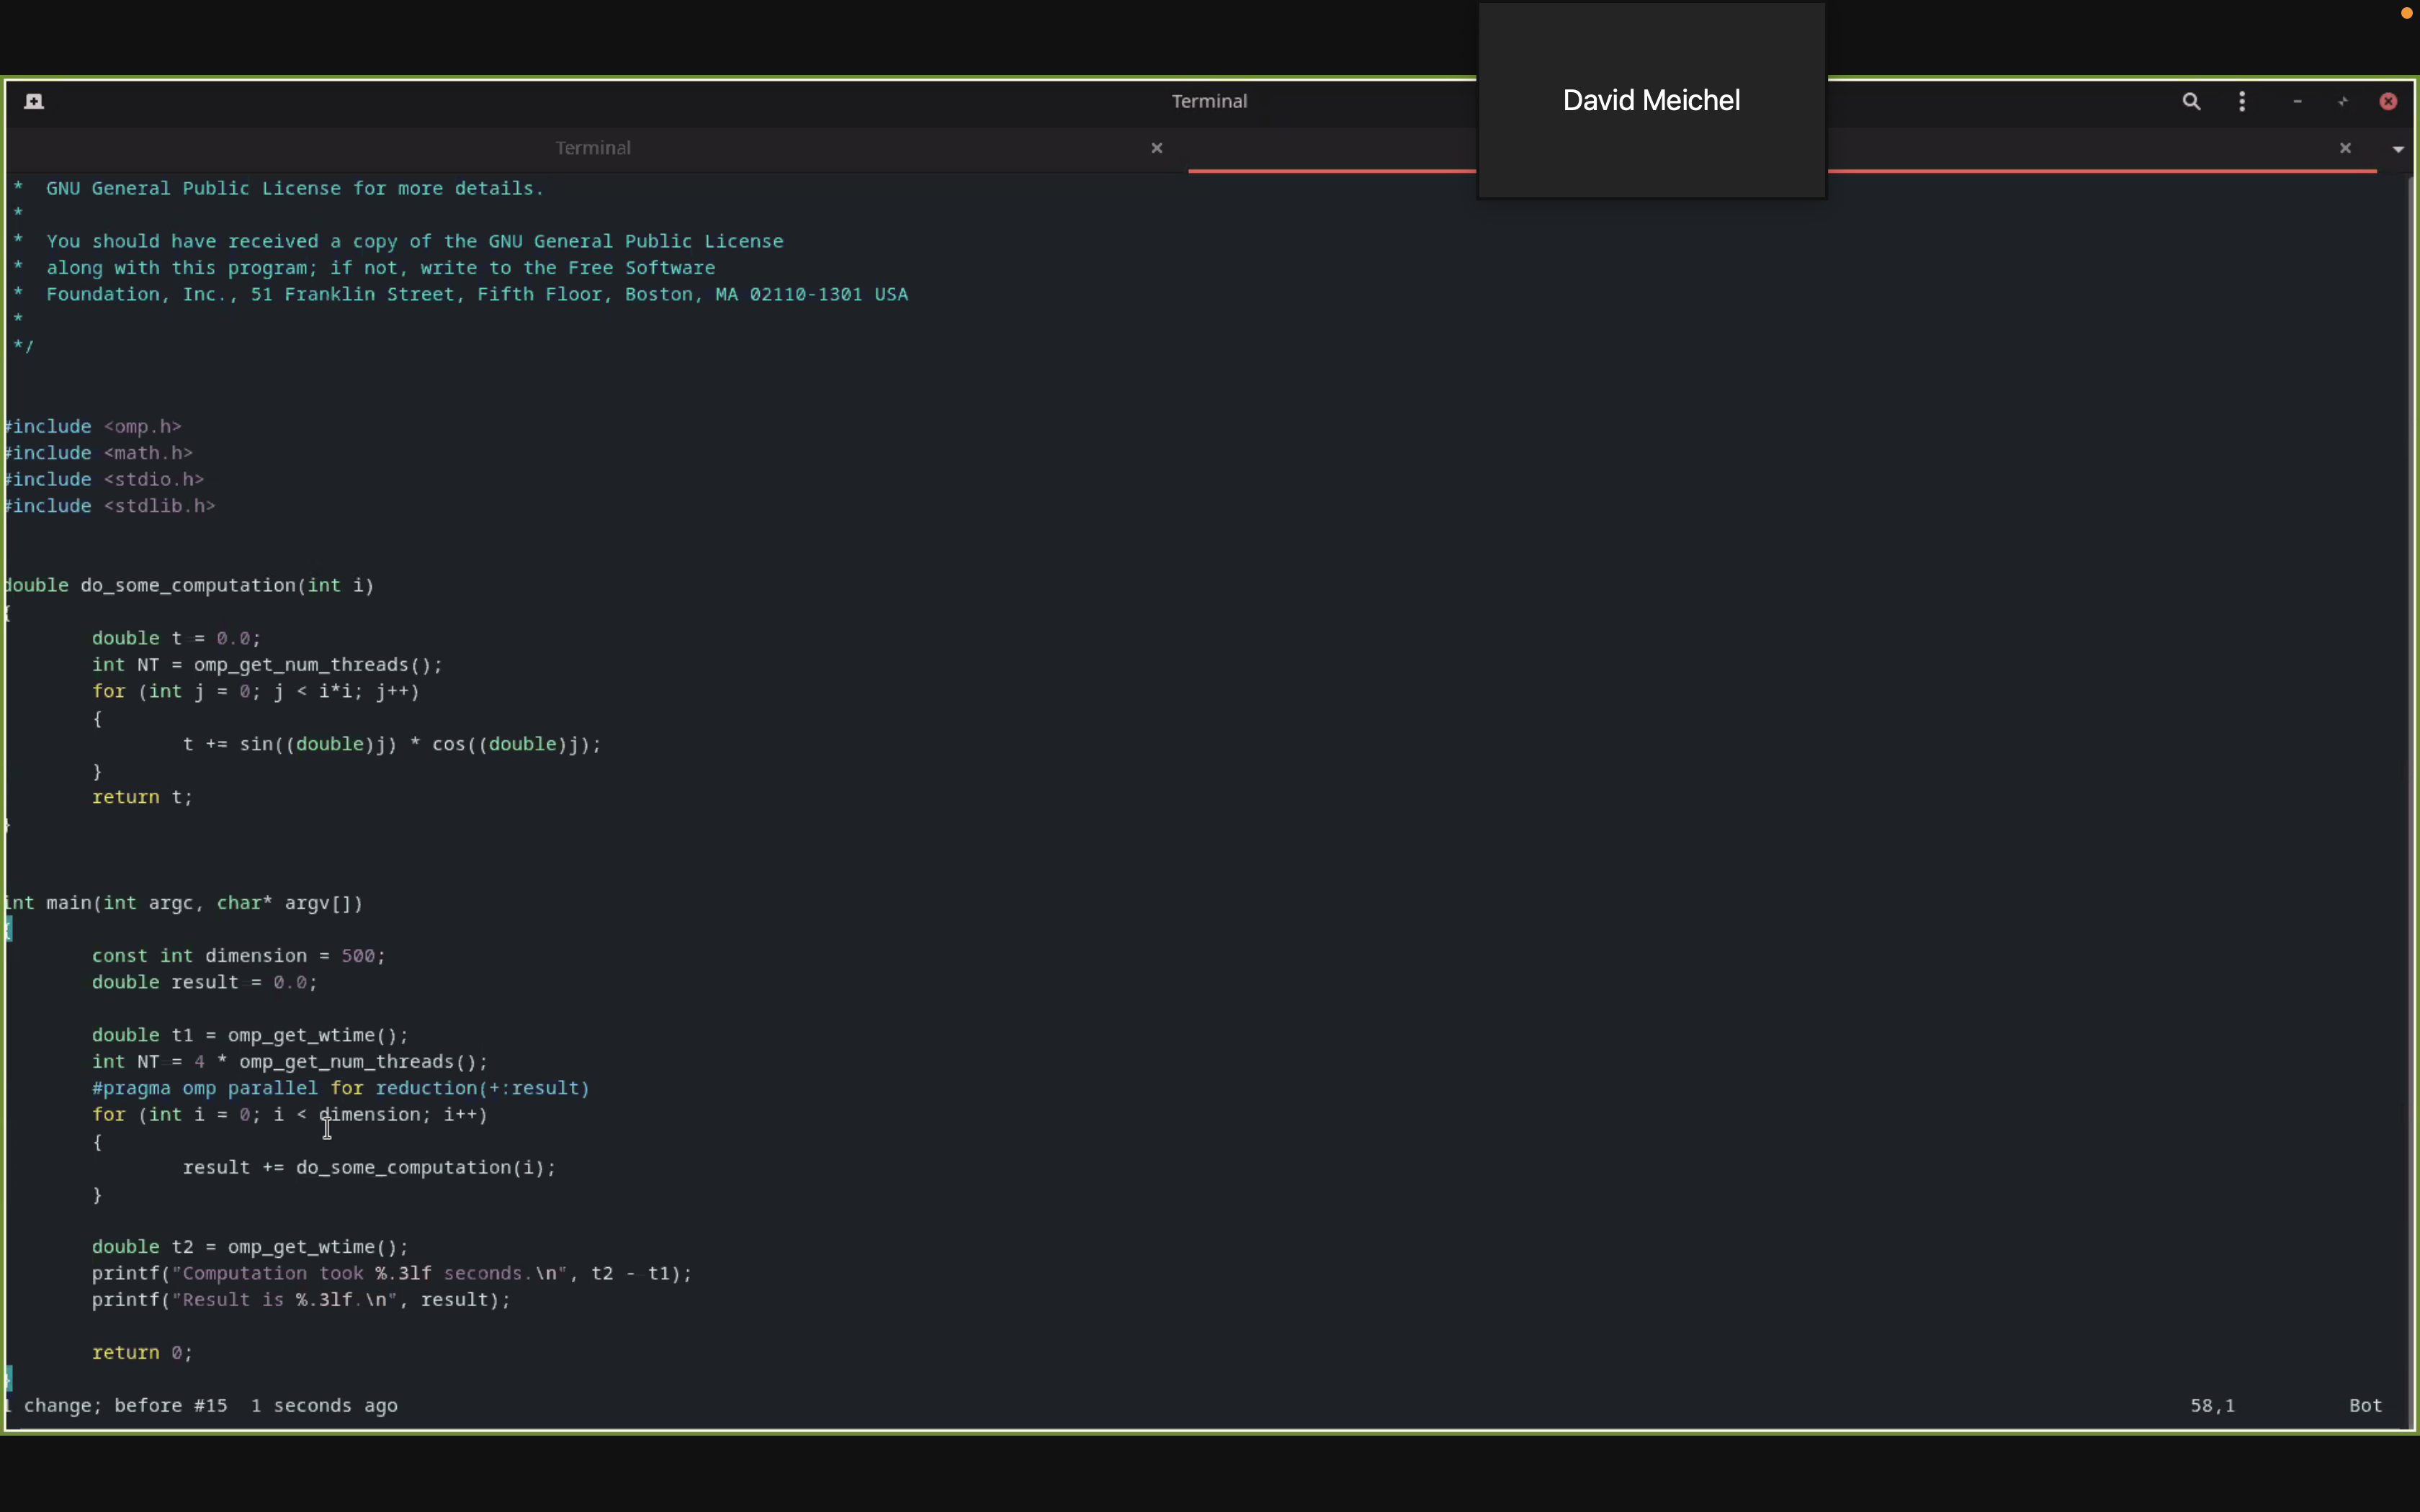 Terminal
David Meichel
Terminal
*  GNU General Public License for more details.
*
*  You should have received a copy of the GNU General Public License
*  along with this program; if not, write to the Free Software
*  Foundation, Inc., 51 Franklin Street, Fifth Floor, Boston, MA 02110-1301 USA
*
*/
#include <omp.h>
#include <math.h>
#include <stdio.h>
#include <stdlib.h>
double do_some_computation(int i)
{
double t = 0.0;
int NT = omp_get_num_threads();
for (int j = 0; j < i*i; j++)
{
t += sin((double)j) * cos((double)j);
}
return t;
}
int main(int argc, char* argv[])
{
const int dimension = 500;
double result = 0.0;
double t1 = omp_get_wtime();
int NT = 4 * omp_get_num_threads();
#pragma omp parallel for reduction(+:result)
for (int i = 0; i < dimension; i++)
{
result += do_some_computation(i);
}
double t2 = omp_get_wtime();
printf("Computation took %.3lf seconds.\n", t2 - t1);
printf("Result is %.3lf.\n", result);
return 0;
}
1 change; before #15  1 seconds ago 58,1 Bot